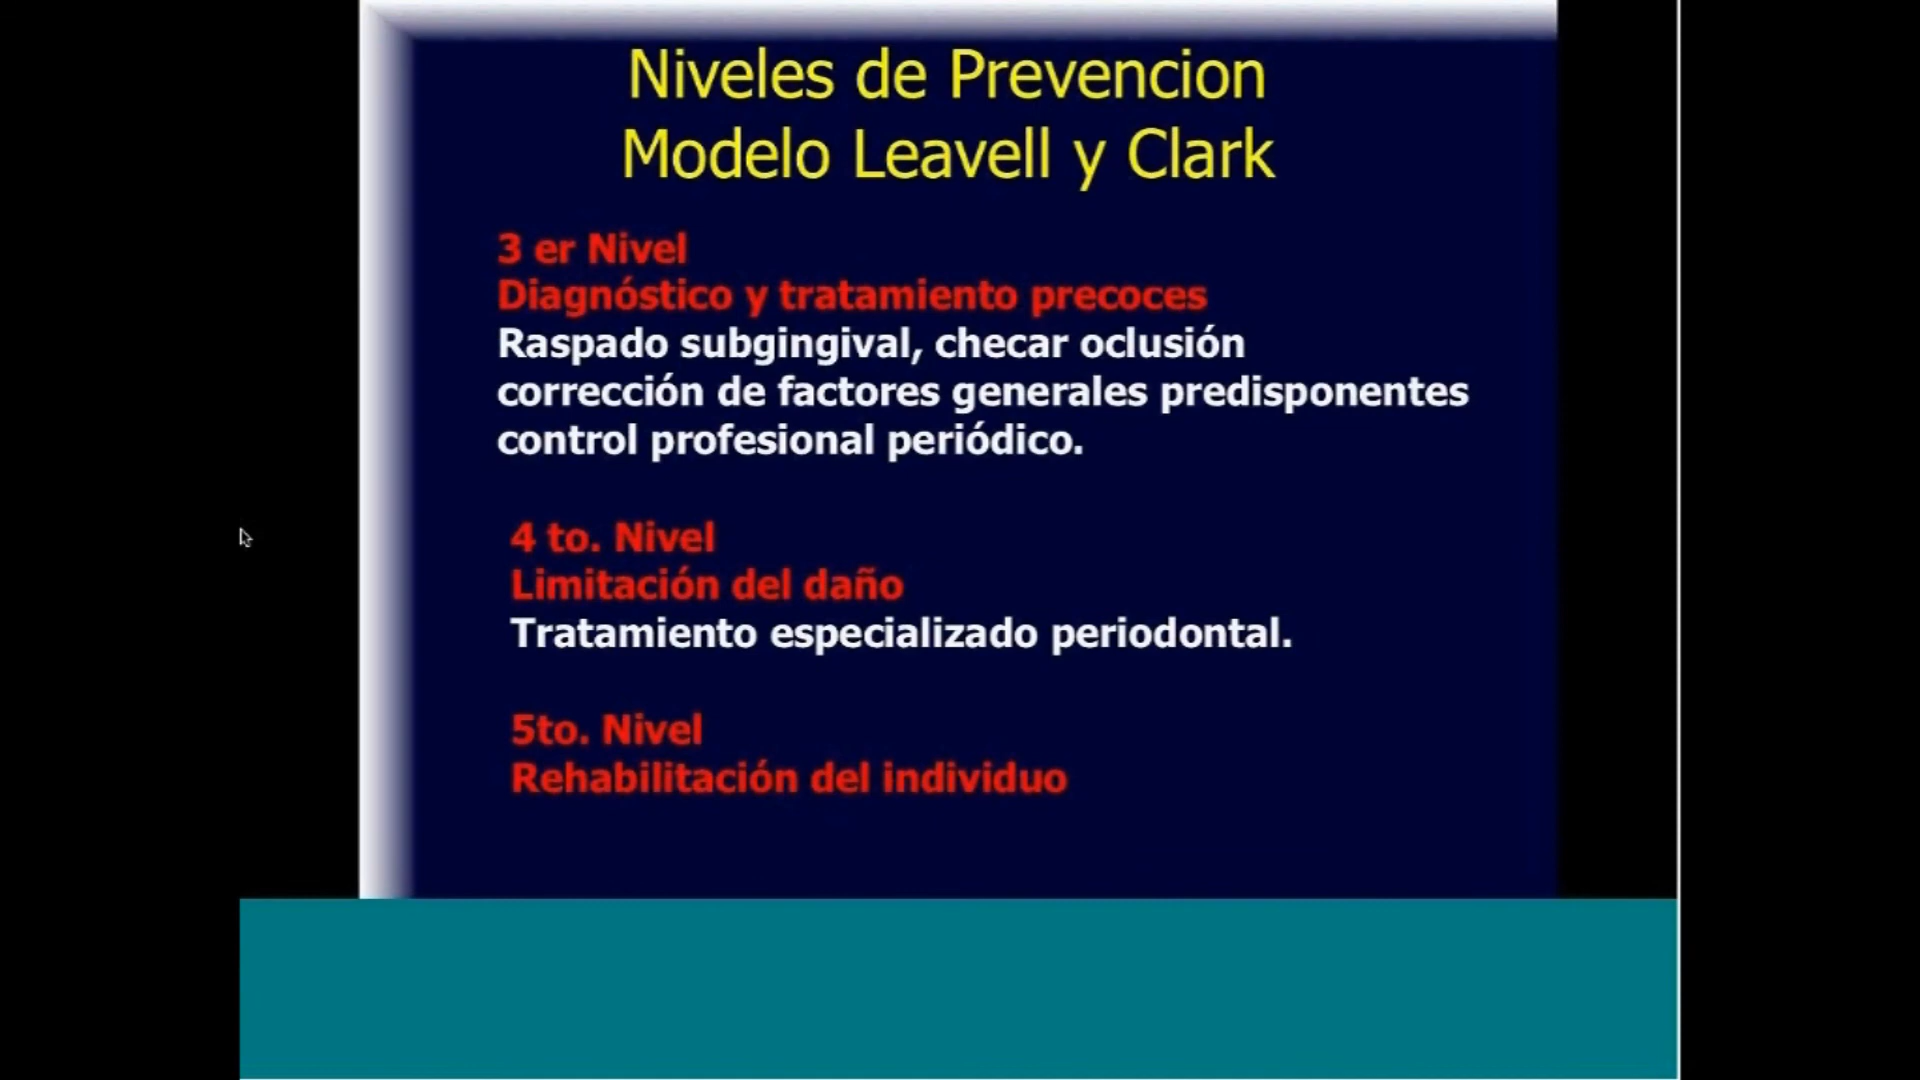 Niveles de Prevencion
Modelo Leavell y Clark
3 er Nivel
Diagnóstico y tratamiento precoces
Raspado subgingival, checar oclusión
corrección de factores generales predisponentes
control profesional periódico.
4 to. Nivel
Limitación del daño
Tratamiento especializado periodontal.
5to. Nivel
Rehabilitación del individuo